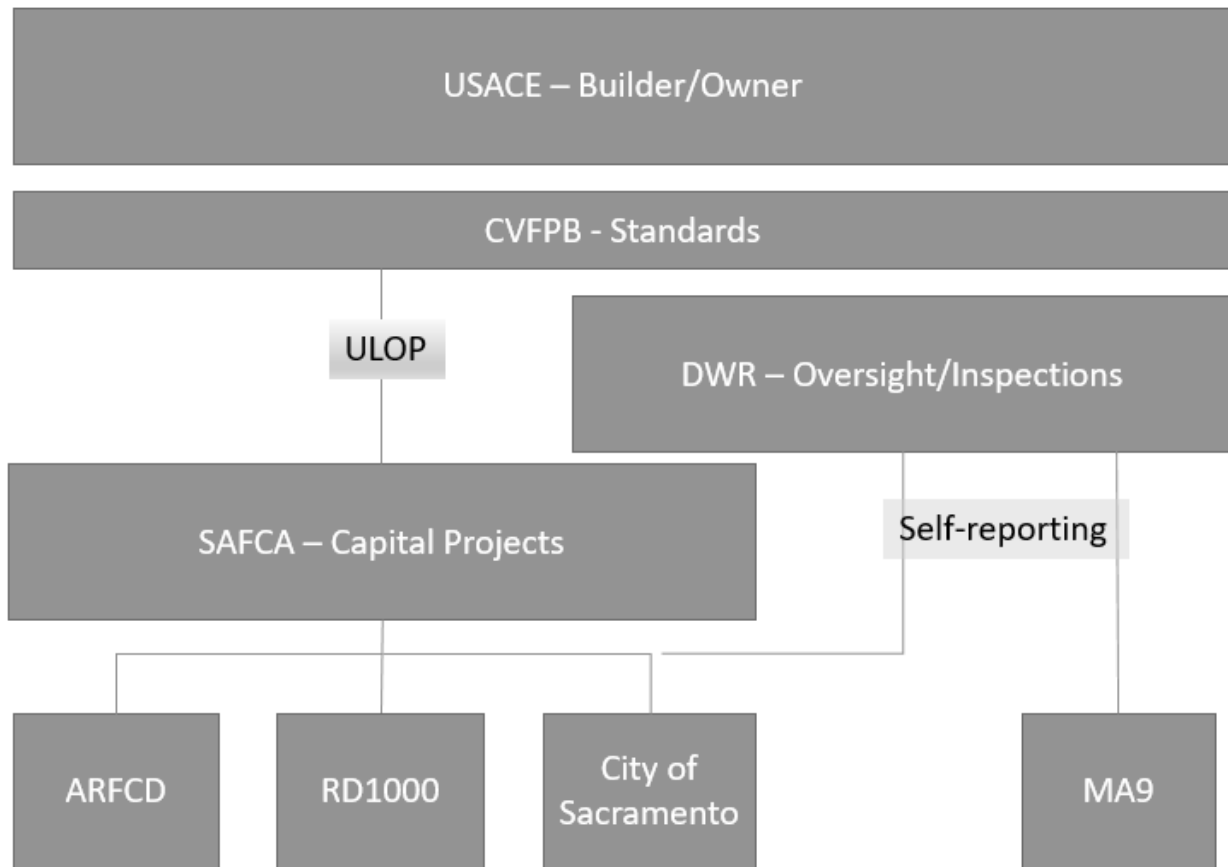 USACE – Builder/Owner
CVFPB - Standards
ULOP
DWR – Oversight/Inspections
SAFCA – Capital Projects
Self-reporting
ARFCD
RD1000
City of
Sacramento
MA9